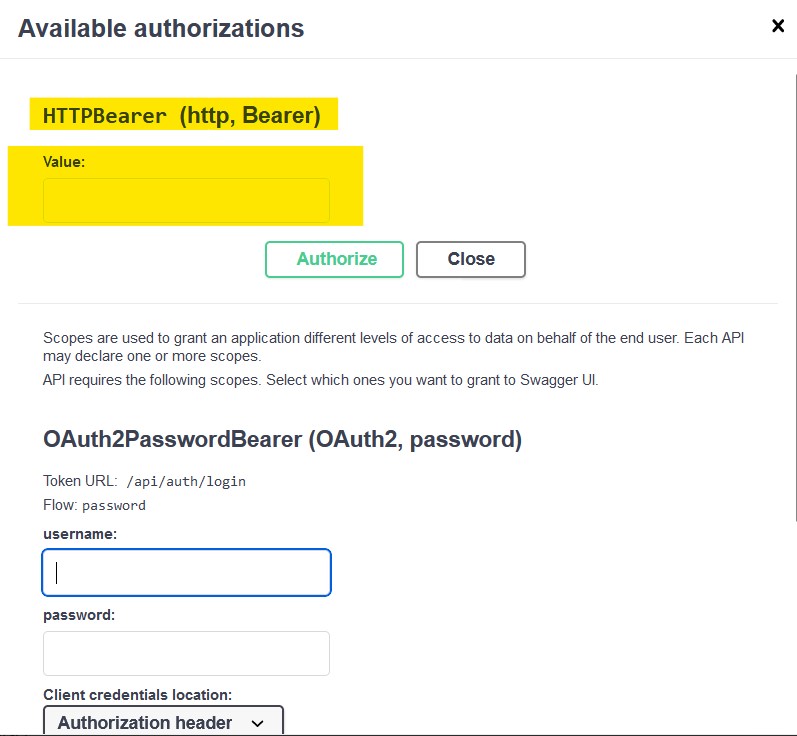 Available authorizations
HTTPBearer (http, Bearer)
Value:
Authorize
Close
Scopes are used to grant an application different levels of access to data on behalf of the end user. Each API
may declare one or more scopes.
API requires the following scopes. Select which ones you want to grant to Swagger UI.
OAuth2PasswordBearer (OAuth2, password)
Token URL: /api/auth/login
Flow: password
username:
password:
Client credentials location:
Authorization header